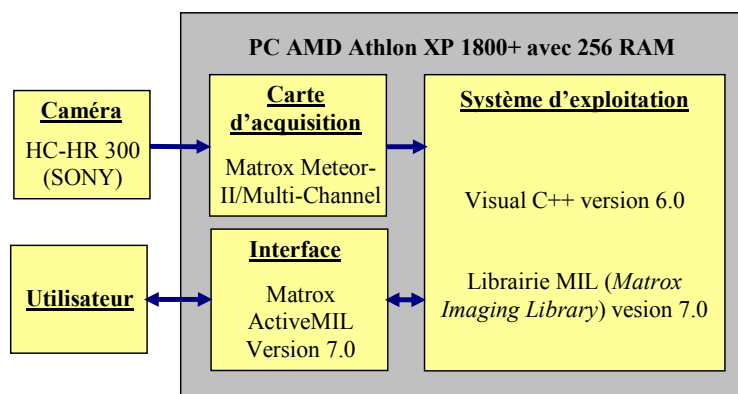 PC AMD Athlon XP 1800+ avec 256 RAM
Caméra
HC-HR 300
(SONY)
Carte
d'acquisition
Matrox Meteor-
II/Multi-Channel
Système d'exploitation
Visual C++ version 6.0
Librairie MIL (Matrox
Imaging Library) vesion 7.0
Utilisateur
Interface
Matrox
ActiveMIL
Version 7.0